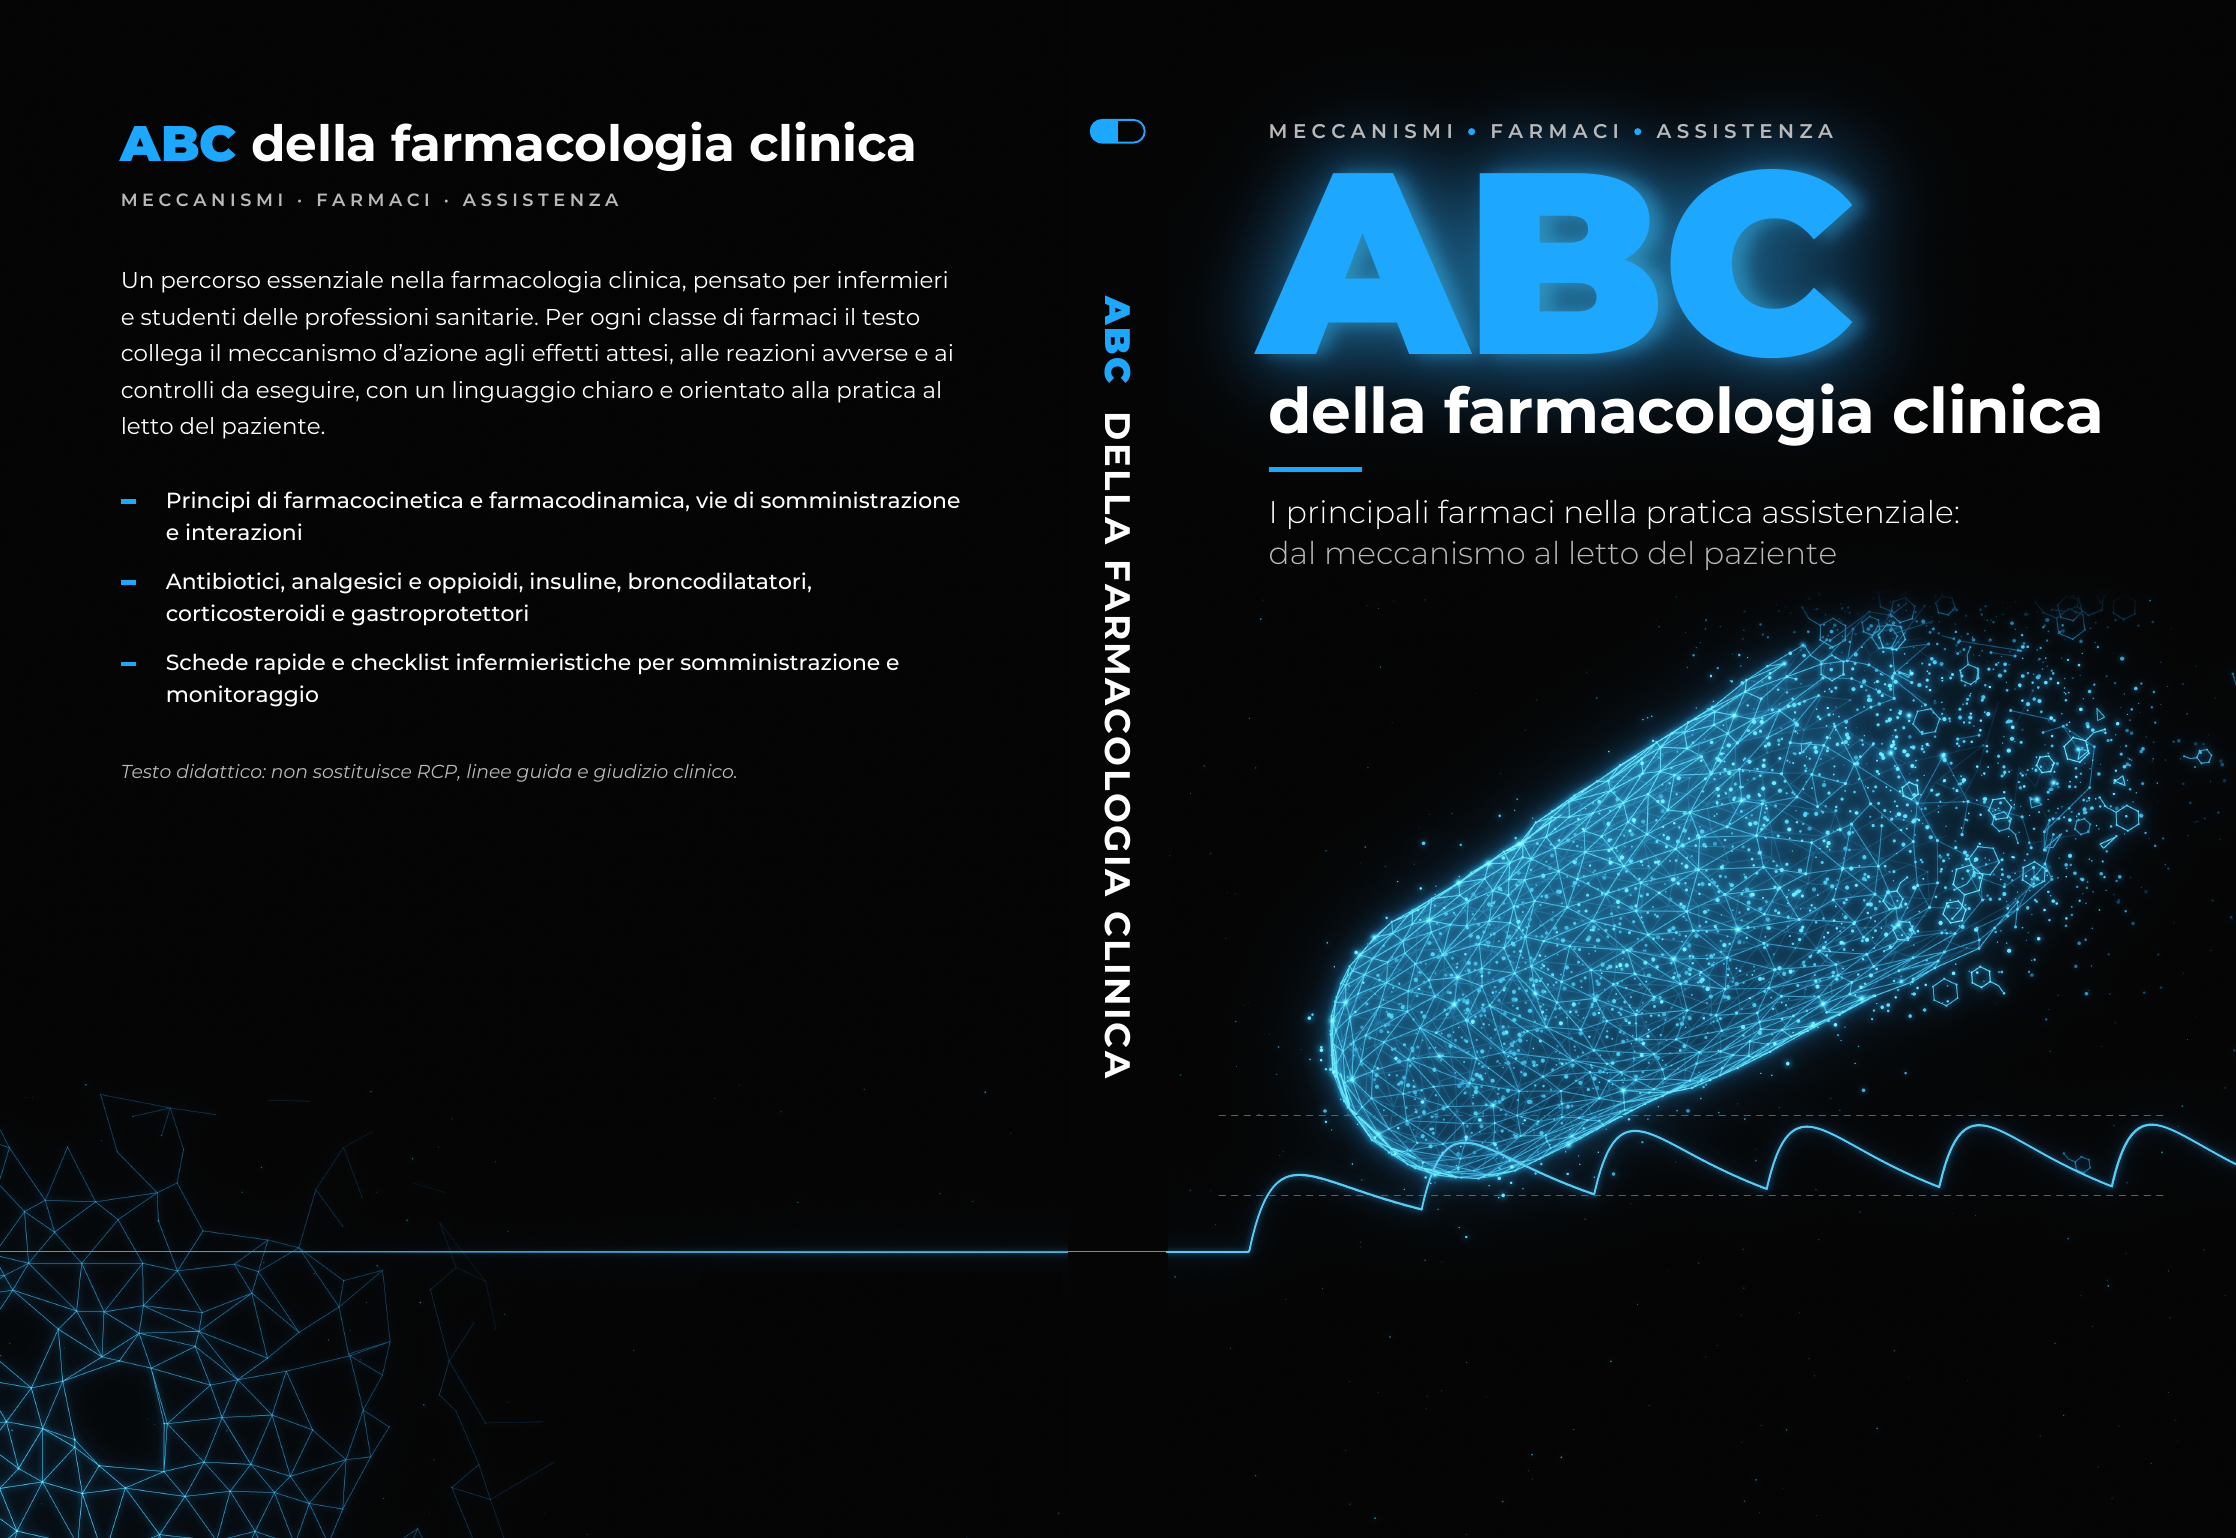 ABC della farmacologia clinica
MECCANISMI · FARMACI · ASSISTENZA
Un percorso essenziale nella farmacologia clinica, pensato per infermieri
e studenti delle professioni sanitarie. Per ogni classe di farmaci il testo
collega il meccanismo d’azione agli effetti attesi, alle reazioni avverse e ai
controlli da eseguire, con un linguaggio chiaro e orientato alla pratica al
letto del paziente.
Principi di farmacocinetica e farmacodinamica, vie di somministrazione
e interazioni
Antibiotici, analgesici e oppioidi, insuline, broncodilatatori,
corticosteroidi e gastroprotettori
Schede rapide e checklist infermieristiche per somministrazione e
monitoraggio
Testo didattico: non sostituisce RCP, linee guida e giudizio clinico.
ABC DELLA FARMACOLOGIA CLINICA
MECCANISMI • FARMACI • ASSISTENZA
ABC
della farmacologia clinica
I principali farmaci nella pratica assistenziale:
dal meccanismo al letto del paziente